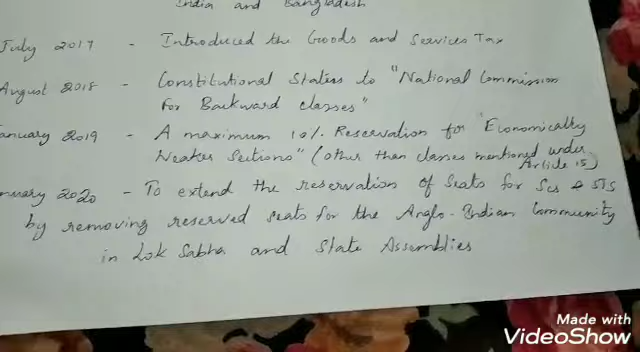 India and Bangladesh
July 2017 - Introduced the Goods and Services Tax
August 2018 - Constitutional Status to "National Commission
For Backward classes"
anuary 2019 - A maximum 10% Reservation for "Economically
Weaker Sections" (other than classes mentioned under
Article 15)
nuary 2020 - To extend the reservation of seats for Scs & STs
by removing reserved seats for the Anglo-Indian Community
in Lok Sabha and State Assemblies
Made with
VideoShow